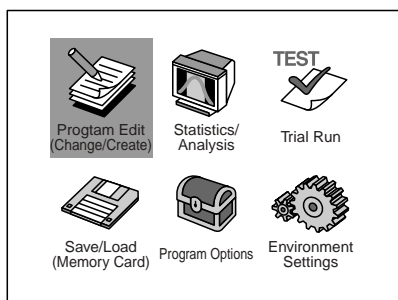 TEST
Progtam Edit
(Change/Create)
Statistics/
Analysis
Trial Run
Save/Load
(Memory Card)
Program Options
Environment
Settings